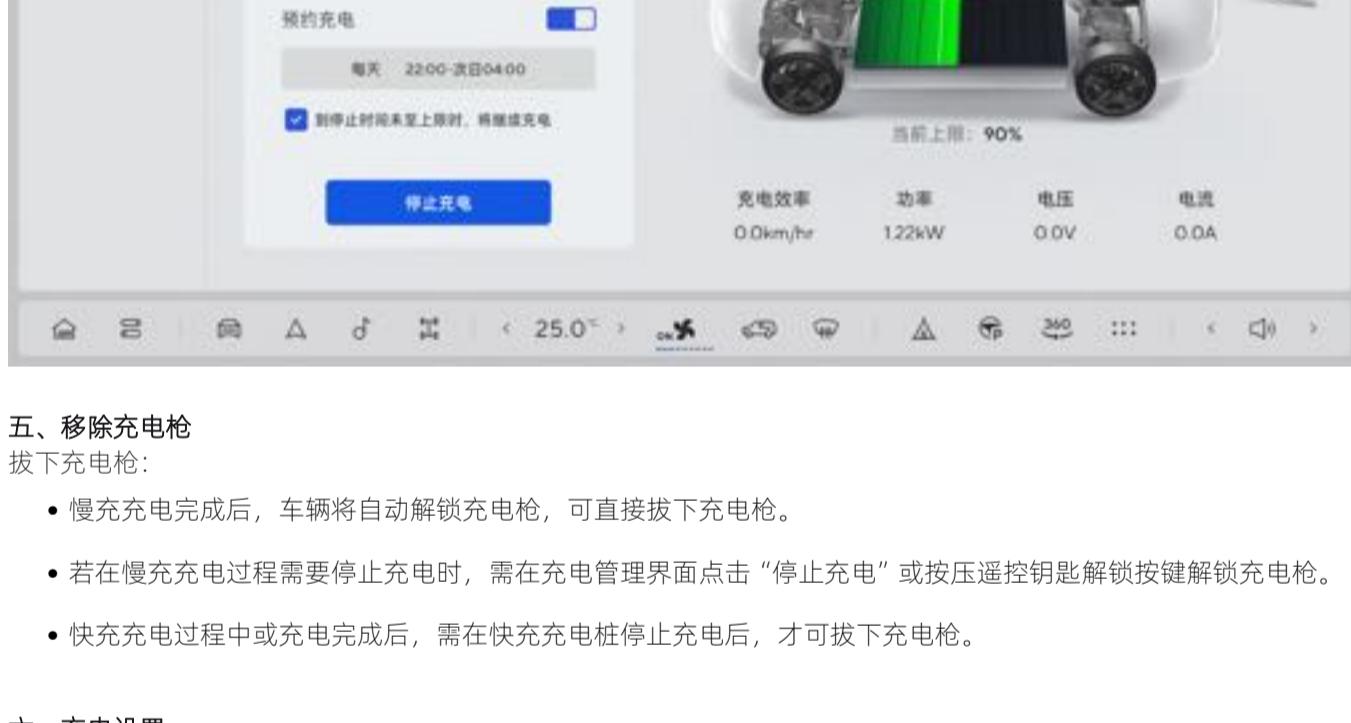 预约充电
每天 22:00-次日04:00
到停止时间未至上限时，将继续充电
停止充电
当前上限：90%
充电效率 功率 电压 电流
0.0km/hr 1.22kW 0.0V 0.0A
25.0℃
ON
360
五、移除充电枪
拔下充电枪：
• 慢充充电完成后，车辆将自动解锁充电枪，可直接拔下充电枪。
• 若在慢充充电过程需要停止充电时，需在充电管理界面点击“停止充电”或按压遥控钥匙解锁按键解锁充电枪。
• 快充充电过程中或充电完成后，需在快充充电桩停止充电后，才可拔下充电枪。
六、充电设置